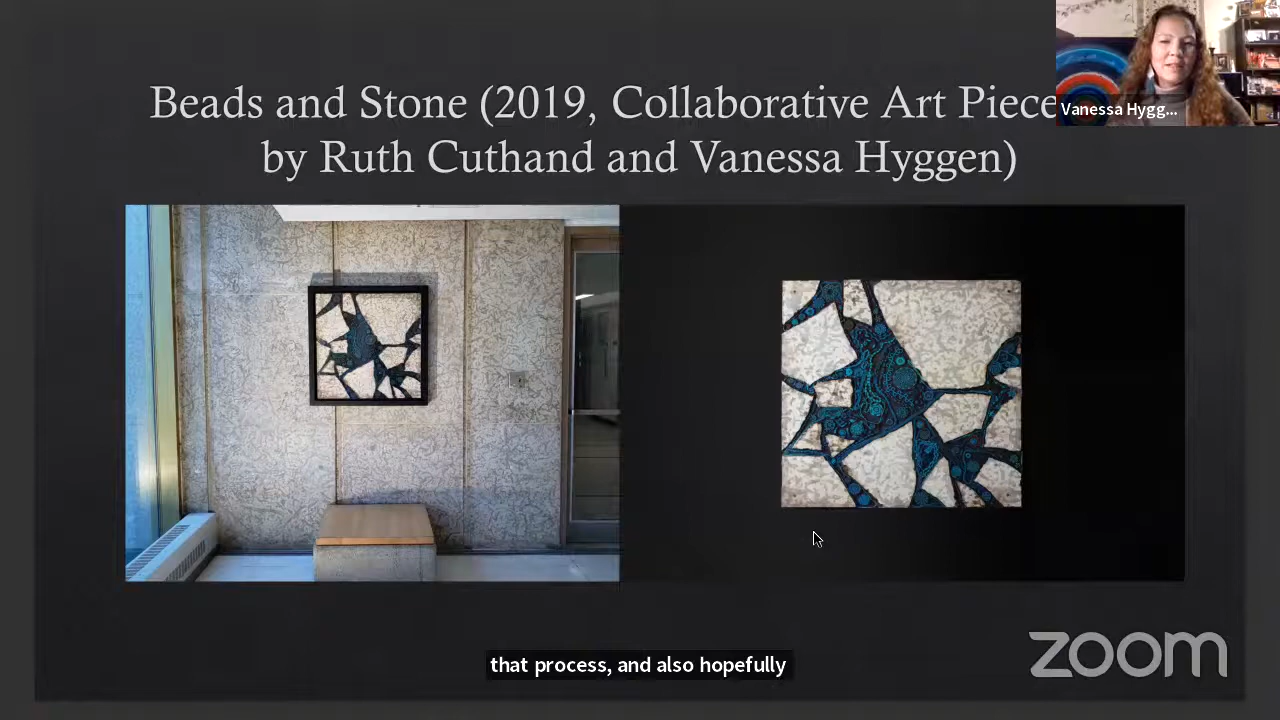 Beads and Stone (2019, Collaborative Art Piece
by Ruth Cuthand and Vanessa Hyggen)
Vanessa Hygg...
that process, and also hopefully
zoom